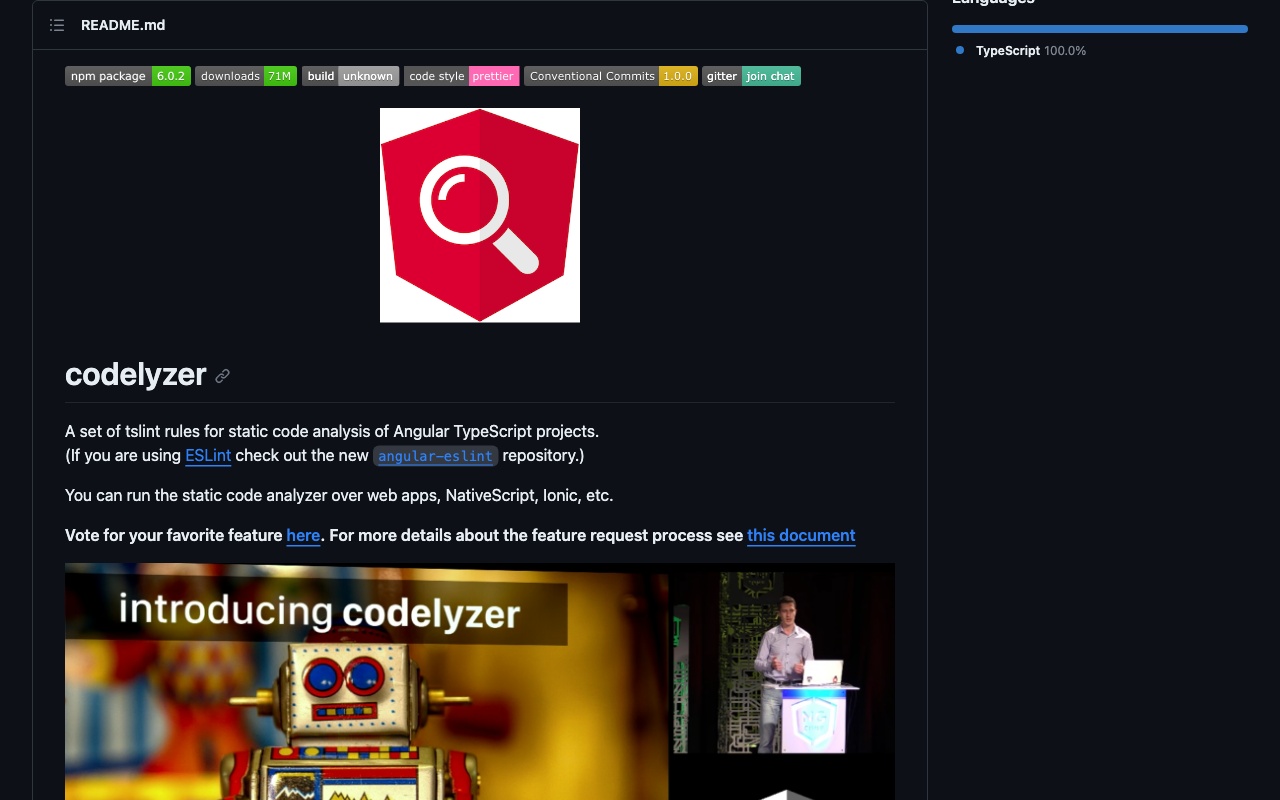 Languages
README.md
TypeScript 100.0%
npm package 6.0.2 downloads 71M build unknown code style prettier Conventional Commits 1.0.0 gitter join chat
codelyzer
A set of tslint rules for static code analysis of Angular TypeScript projects.
(If you are using ESLint check out the new angular-eslint repository.)
You can run the static code analyzer over web apps, NativeScript, Ionic, etc.
Vote for your favorite feature here. For more details about the feature request process see this document
introducing codelyzer